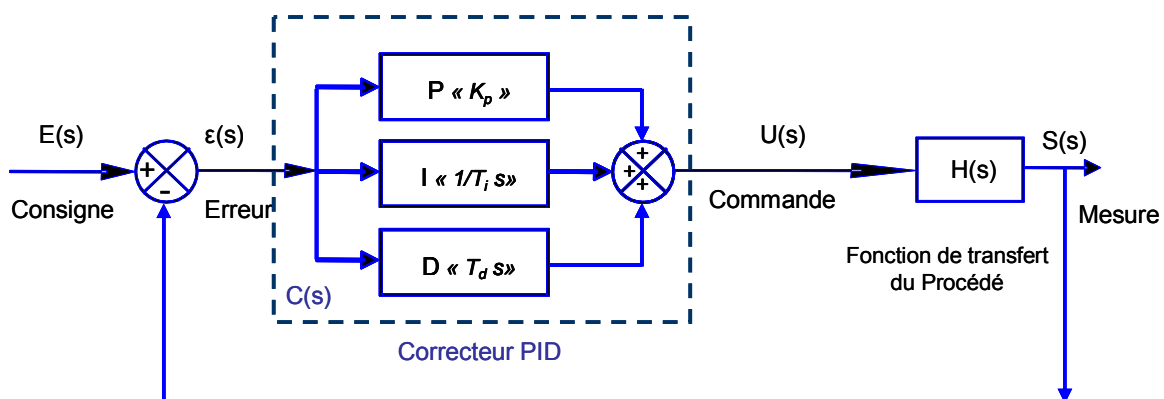 E(s)
Consigne
+
-
ε(s)
Erreur
P « Kp »
I « 1/Ti s»
D « Td s»
C(s)
+
+
+
Correcteur PID
U(s)
Commande
H(s)
S(s)
Mesure
Fonction de transfert
du Procédé